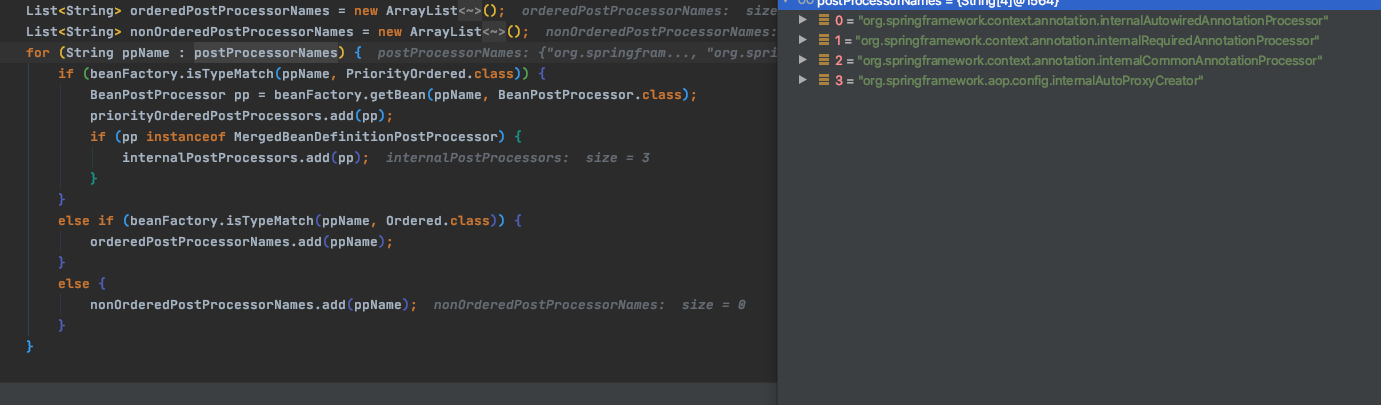 List<String> orderedPostProcessorNames = new ArrayList<~>(); orderedPostProcessorNames: size
List<String> nonOrderedPostProcessorNames = new ArrayList<~>(); nonOrderedPostProcessorNames:
for (String ppName : postProcessorNames) { postProcessorNames: {"org.springfram..., "org.spri
if (beanFactory.isTypeMatch(ppName, PriorityOrdered.class)) {
BeanPostProcessor pp = beanFactory.getBean(ppName, BeanPostProcessor.class);
priorityOrderedPostProcessors.add(pp);
if (pp instanceof MergedBeanDefinitionPostProcessor) {
internalPostProcessors.add(pp); internalPostProcessors: size = 3
}
}
else if (beanFactory.isTypeMatch(ppName, Ordered.class)) {
orderedPostProcessorNames.add(ppName);
}
else {
nonOrderedPostProcessorNames.add(ppName); nonOrderedPostProcessorNames: size = 0
}
}
oo postProcessorNames = {String[4]@1564}
0 = "org.springframework.context.annotation.internalAutowiredAnnotationProcessor"
1 = "org.springframework.context.annotation.internalRequiredAnnotationProcessor"
2 = "org.springframework.context.annotation.internalCommonAnnotationProcessor"
3 = "org.springframework.aop.config.internalAutoProxyCreator"